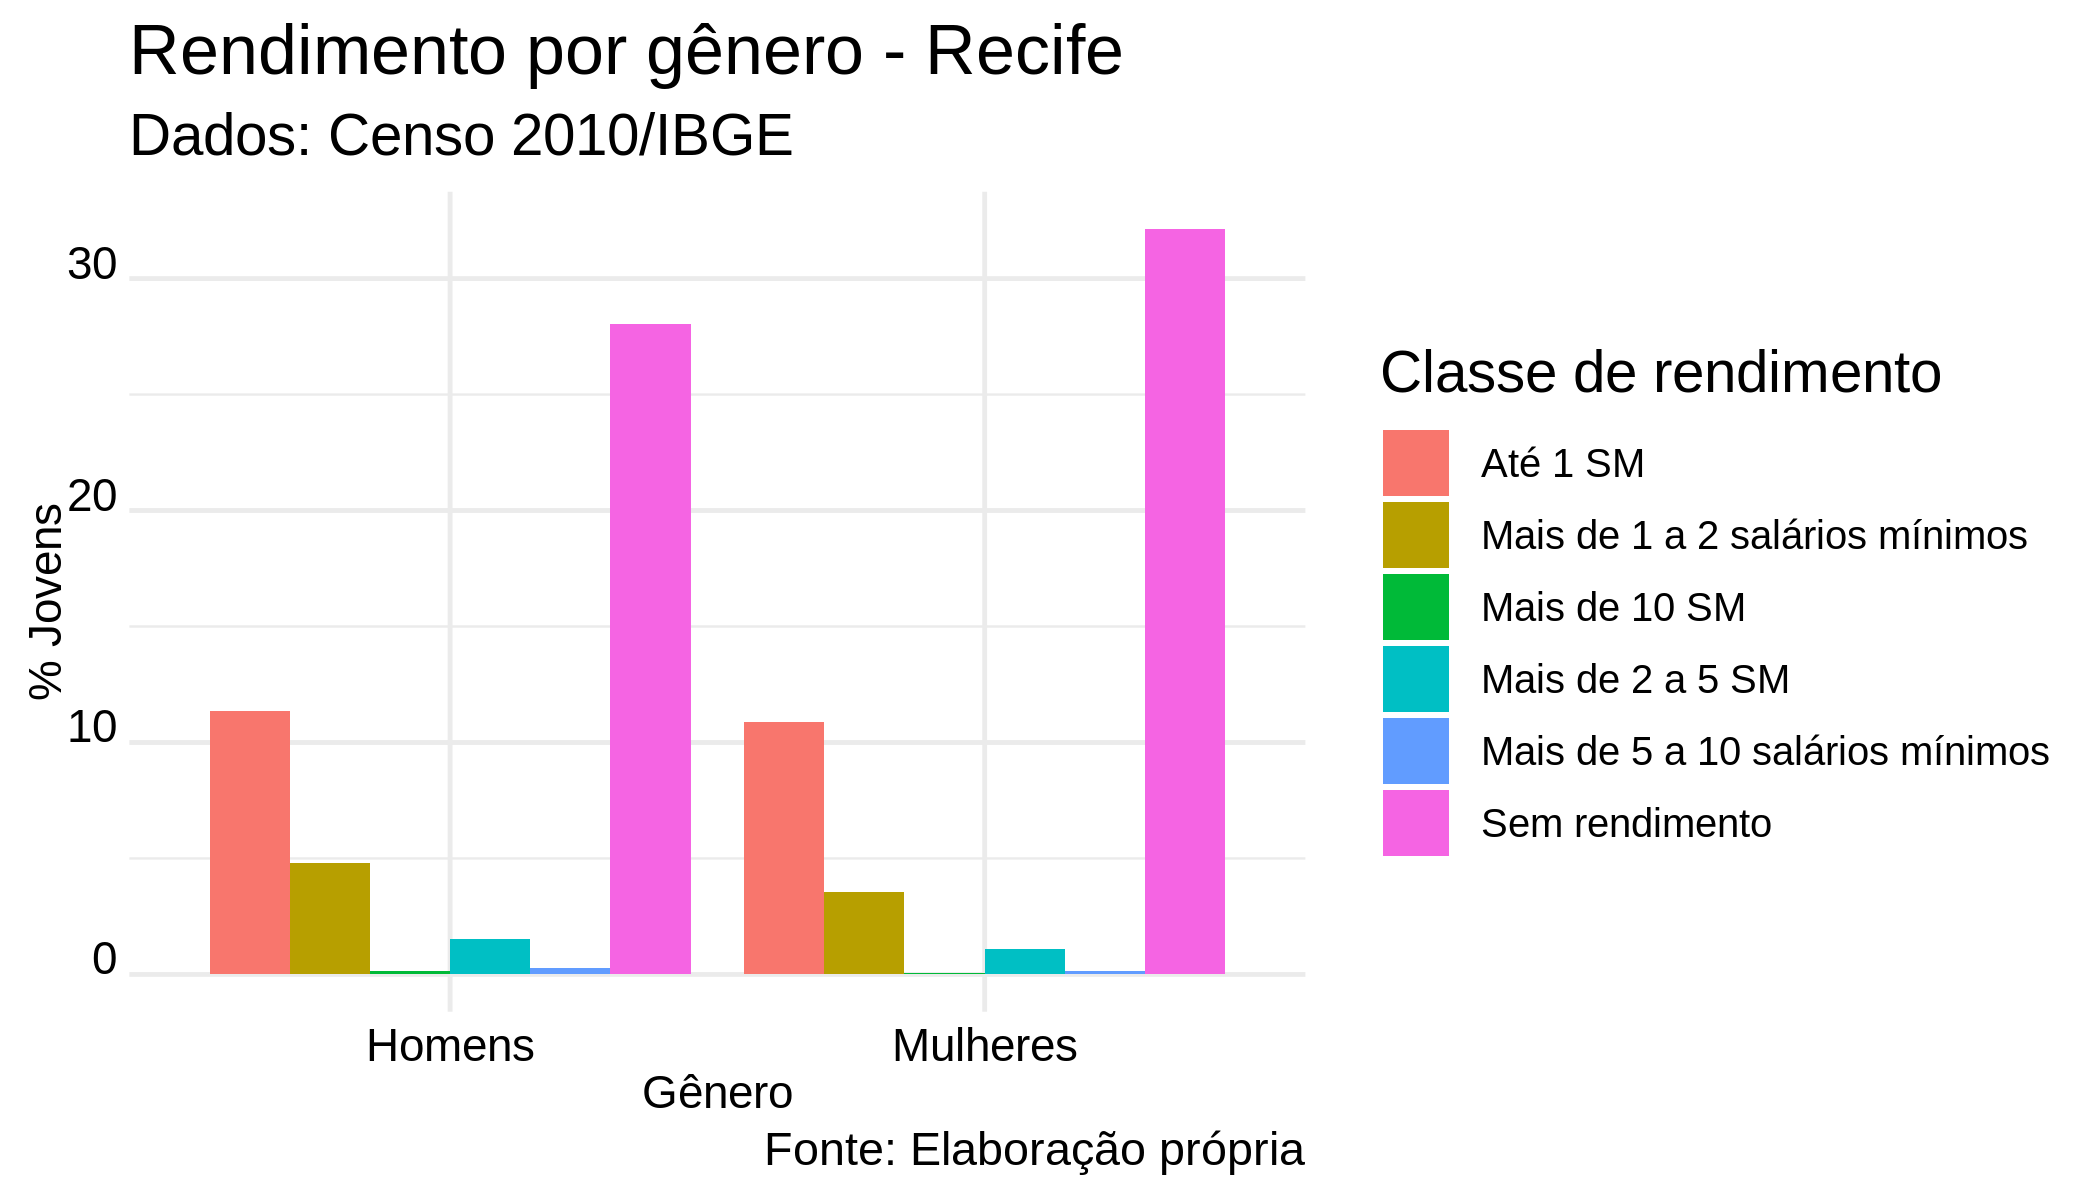 Rendimento por gênero - Recife
Dados: Censo 2010/IBGE
30
20
10
0
% Jovens
Homens
Mulheres
Gênero
Fonte: Elaboração própria
Classe de rendimento
Até 1 SM
Mais de 1 a 2 salários mínimos
Mais de 10 SM
Mais de 2 a 5 SM
Mais de 5 a 10 salários mínimos
Sem rendimento